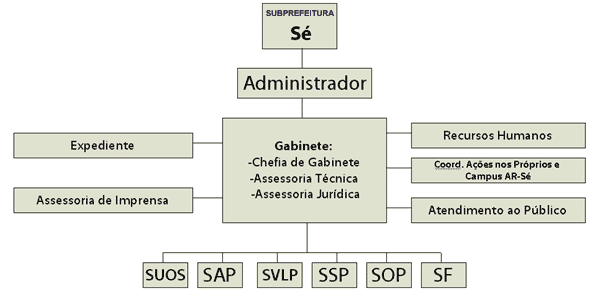 SUBPREFEITURA
Sé
Administrador
Gabinete:
-Chefia de Gabinete
-Assessoria Técnica
-Assessoria Jurídica
Expediente
Assessoria de Imprensa
Recursos Humanos
Coord. Ações nos Próprios e
Campus AR-Sé
Atendimento ao Público
SUOS
SAP
SVLP
SSP
SOP
SF